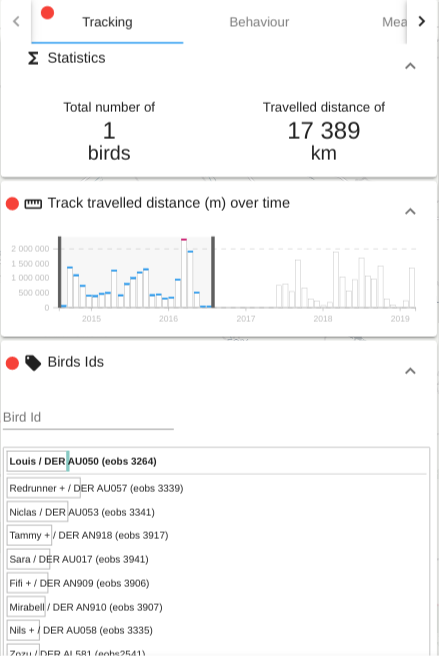 Tracking
Behaviour
Mea
Statistics
Total number of
1
birds
Travelled distance of
17 389
km
Track travelled distance (m) over time
2 000 000
1 500 000
1 000 000
500 000
0
2015
2016
2017
2018
2019
Birds Ids
Bird Id
Louis / DER AU050 (eobs 3264)
Redrunner + / DER AU057 (eobs 3339)
Niclas / DER AU053 (eobs 3341)
Tammy + / DER AN918 (eobs 3917)
Sara / DER AU017 (eobs 3941)
Fifi + / DER AN909 (eobs 3906)
Mirabell / DER AN910 (eobs 3907)
Nils + / DER AU058 (eobs 3335)
Zozu / DER AL581 (eobs2541)